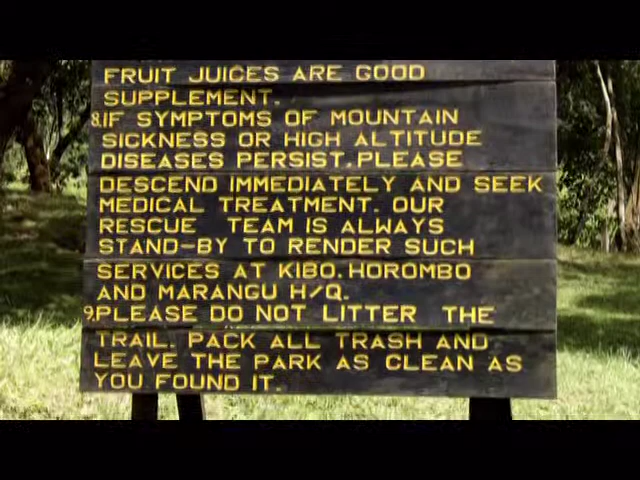 FRUIT JUICES ARE GOOD
SUPPLEMENT.
8.IF SYMPTOMS OF MOUNTAIN
SICKNESS OR HIGH ALTITUDE
DISEASES PERSIST, PLEASE
DESCEND IMMEDIATELY AND SEEK
MEDICAL TREATMENT. OUR
RESCUE TEAM IS ALWAYS
STAND-BY TO RENDER SUCH
SERVICES AT KIBO, HOROMBO
AND MARANGU H/Q.
9.PLEASE DO NOT LITTER THE
TRAIL. PACK ALL TRASH AND
LEAVE THE PARK AS CLEAN AS
YOU FOUND IT.